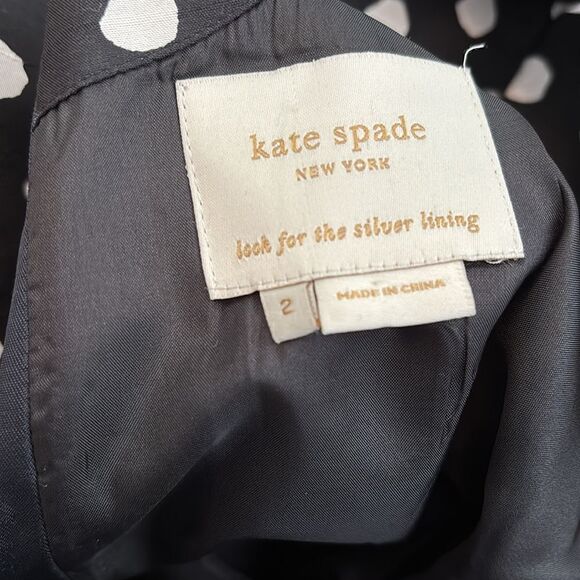 kate spade
NEW YORK
look for the silver lining
2
MADE IN CHINA